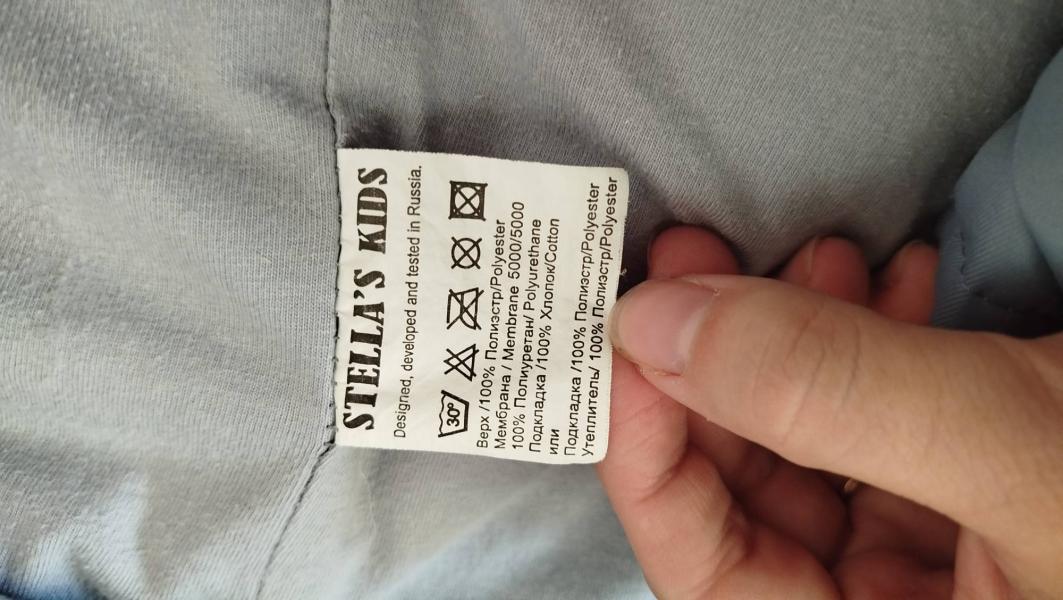 STELLA'S KIDS
Designed, developed and tested in Russia.
30°
Верх /100% Полиэстр/Polyester
Мембрана / Membrane 5000/5000
100% Полиуретан/ Polyurethane
Подкладка /100% Хлопок/Cotton
или
Подкладка /100% Полиэстр/Polyester
Утеплитель/ 100% Полиэстр/Polyester